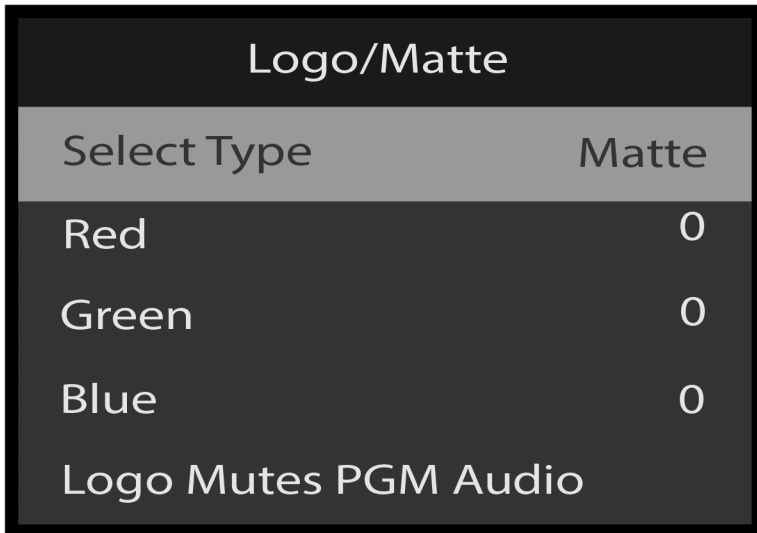 Logo/Matte
Select Type Matte
Red 0
Green 0
Blue 0
Logo Mutes PGM Audio